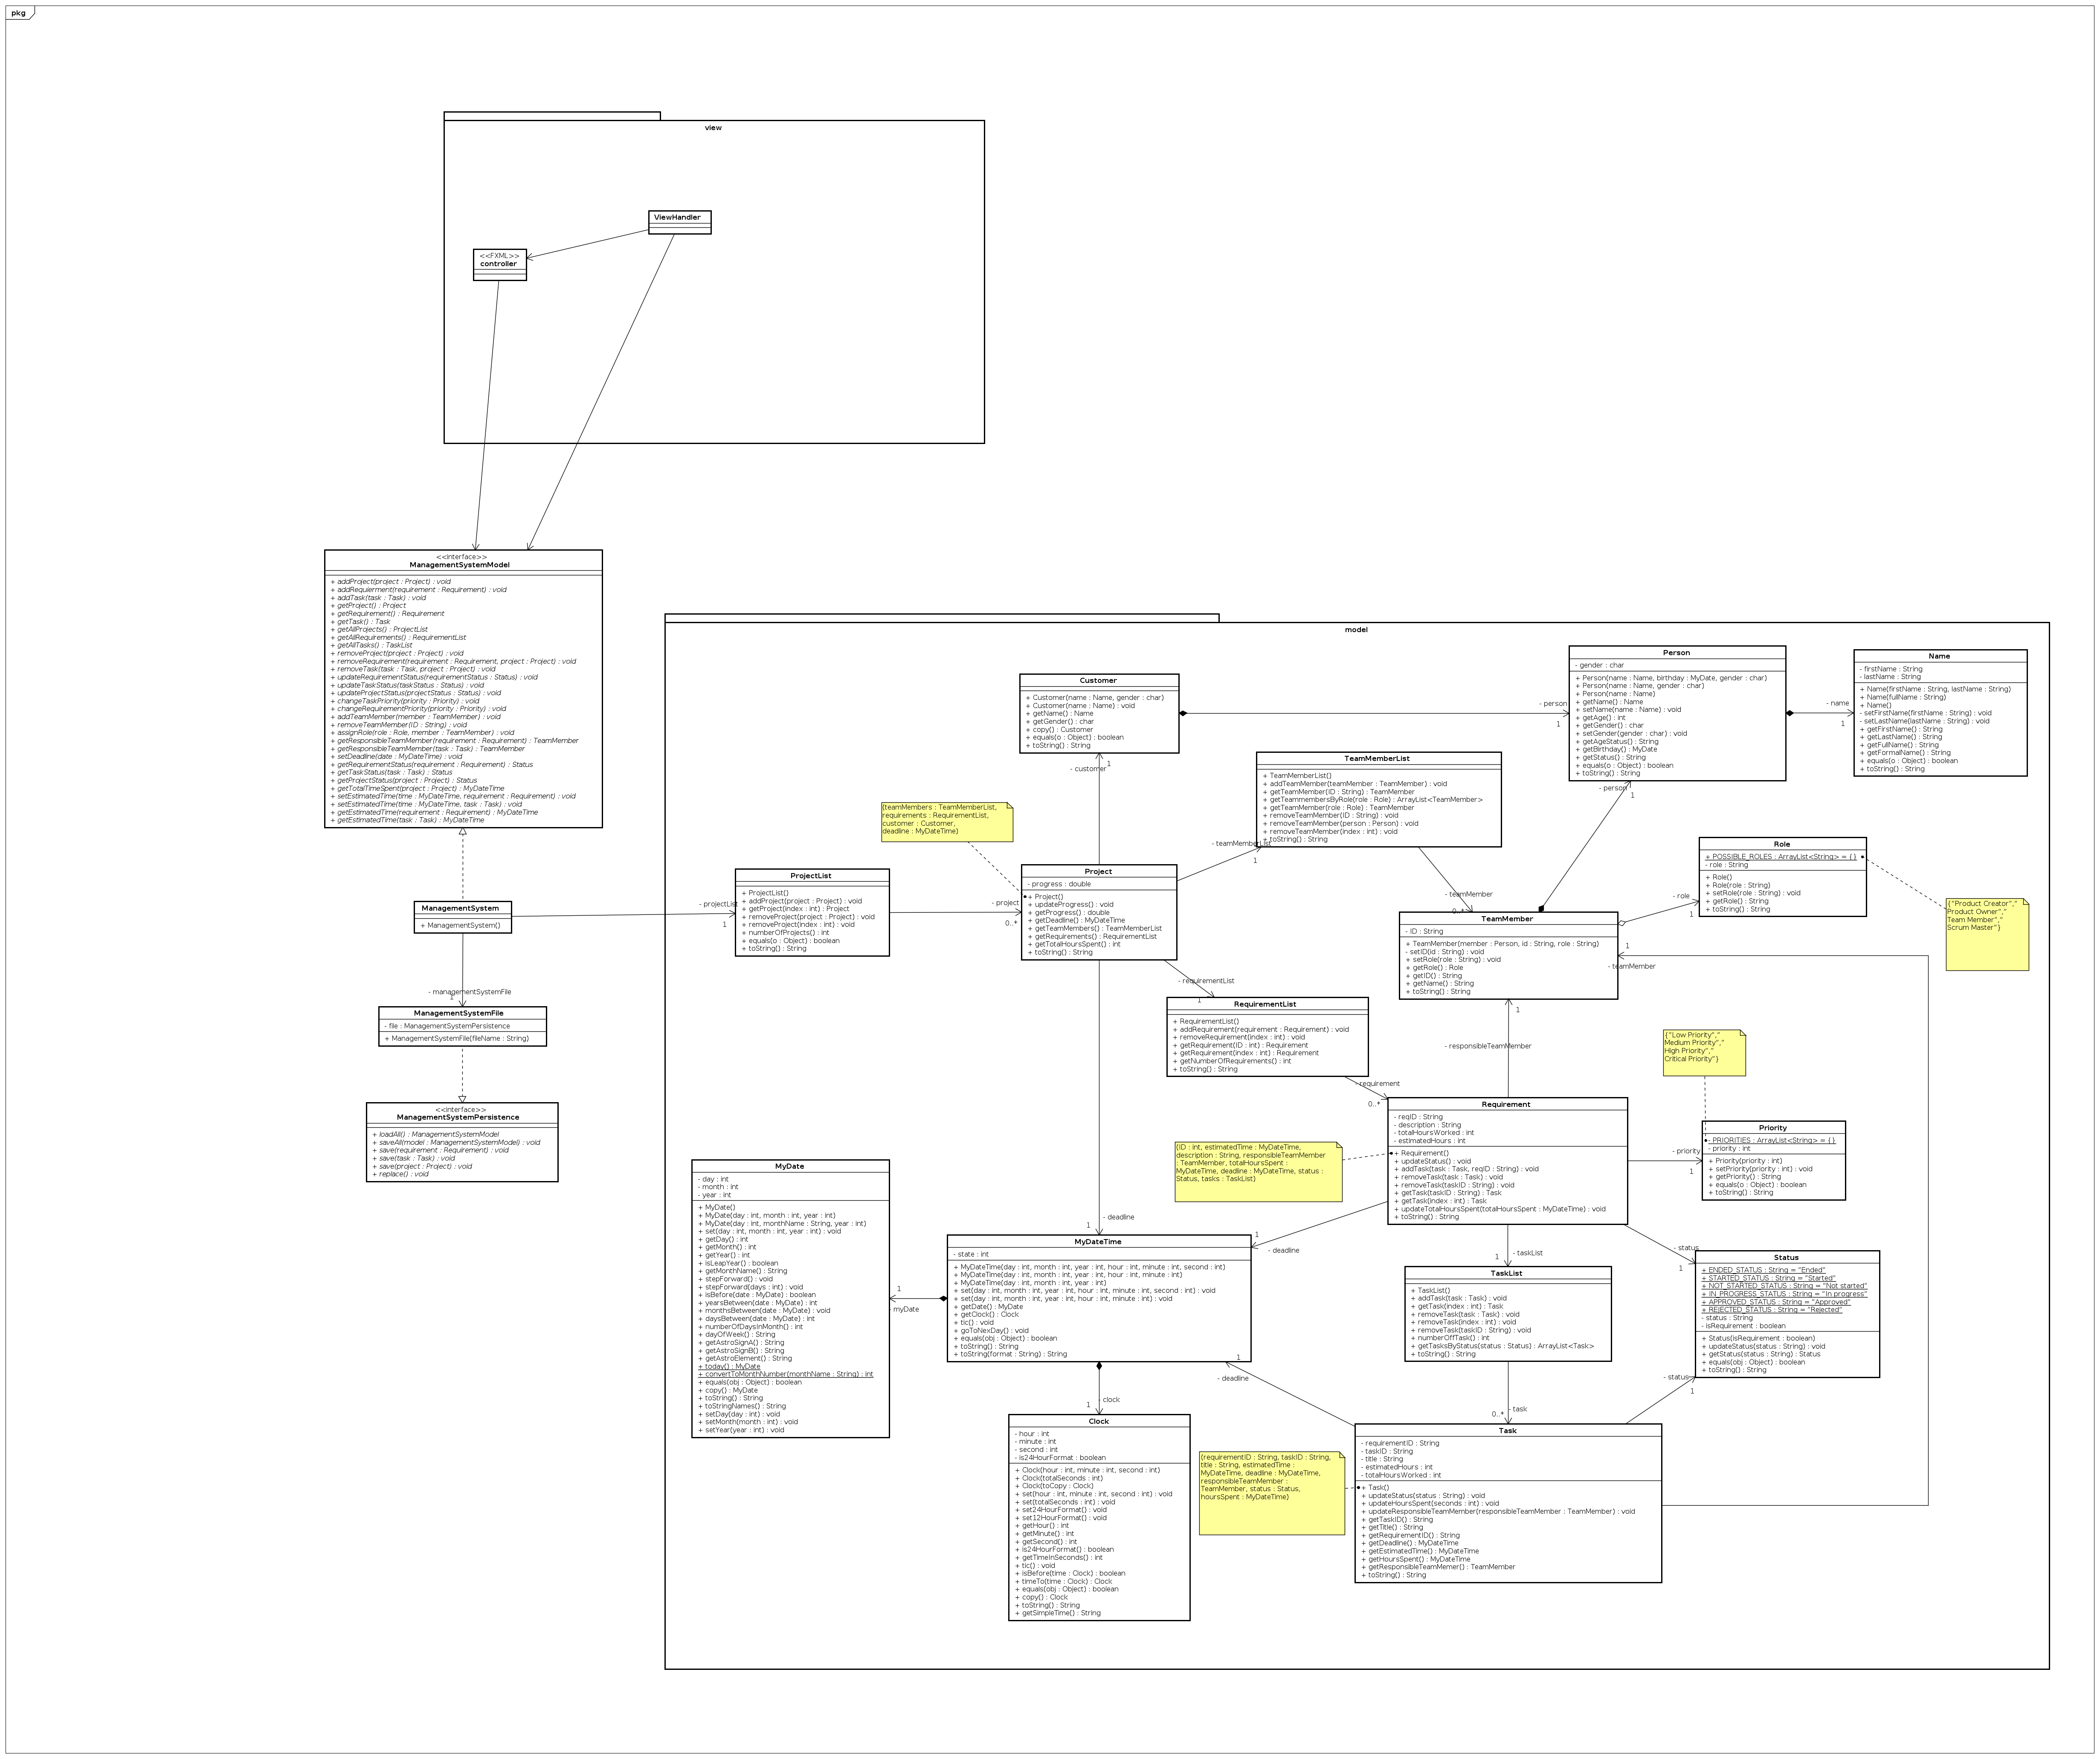 pkg
view
ViewHandler
<<FXML>>
controller
<<interface>>
ManagementSystemModel
+ addProject(project : Project) : void
+ addRequierment(requirement : Requirement) : void
+ addTask(task : Task) : void
+ getProject() : Project
+ getRequirement() : Requirement
+ getTask() : Task
+ getAllProjects() : ProjectList
+ getAllRequirements() : RequirementList
+ getAllTasks() : TaskList
+ removeProject(project : Project) : void
+ removeRequirement(requirement : Requirement, project : Project) : void
+ removeTask(task : Task, project : Project) : void
+ updateRequirementStatus(requirementStatus : Status) : void
+ updateTaskStatus(taskStatus : Status) : void
+ updateProjectStatus(projectStatus : Status) : void
+ changeTaskPriority(priority : Priority) : void
+ changeRequirementPriority(priority : Priority) : void
+ addTeamMember(member : TeamMember) : void
+ removeTeamMember(ID : String) : void
+ assignRole(role : Role, member : TeamMember) : void
+ getResponsibleTeamMember(requirement : Requirement) : TeamMember
+ getResponsibleTeamMember(task : Task) : TeamMember
+ setDeadline(date : MyDateTime) : void
+ getRequirementStatus(requirement : Requirement) : Status
+ getTaskStatus(task : Task) : Status
+ getProjectStatus(project : Project) : Status
+ getTotalTimeSpent(project : Project) : MyDateTime
+ setEstimatedTime(time : MyDateTime, requirement : Requirement) : void
+ setEstimatedTime(time : MyDateTime, task : Task) : void
+ getEstimatedTime(requirement : Requirement) : MyDateTime
+ getEstimatedTime(task : Task) : MyDateTime
ManagementSystem
+ ManagementSystem()
- projectList
1
- managementSystemFile
1
ManagementSystemFile
- file : ManagementSystemPersistence
+ ManagementSystemFile(fileName : String)
<<interface>>
ManagementSystemPersistence
+ loadAll() : ManagementSystemModel
+ saveAll(model : ManagementSystemModel) : void
+ save(requirement : Requirement) : void
+ save(task : Task) : void
+ save(project : Project) : void
+ replace() : void
model
Customer
+ Customer(name : Name, gender : char)
+ Customer(name : Name) : void
+ getName() : Name
+ getGender() : char
+ copy() : Customer
+ equals(o : Object) : boolean
+ toString() : String
- person
1
Person
- gender : char
+ Person(name : Name, birthday : MyDate, gender : char)
+ Person(name : Name, gender : char)
+ Person(name : Name)
+ getName() : Name
+ setName(name : Name) : void
+ getAge() : int
+ getGender() : char
+ setGender(gender : char) : void
+ getAgeStatus() : String
+ getBirthday() : MyDate
+ getStatus() : String
+ equals(o : Object) : boolean
+ toString() : String
- name
1
Name
- firstName : String
- lastName : String
+ Name(firstName : String, lastName : String)
+ Name(fullName : String)
+ Name()
- setFirstName(firstName : String) : void
- setLastName(lastName : String) : void
+ getFirstName() : String
+ getLastName() : String
+ getFullName() : String
+ getFormalName() : String
+ equals(o : Object) : boolean
+ toString() : String
- customer
1
TeamMemberList
+ TeamMemberList()
+ addTeamMember(teamMember : TeamMember) : void
+ getTeamMember(ID : String) : TeamMember
+ getTeammembersByRole(role : Role) : ArrayList<TeamMember>
+ getTeamMember(role : Role) : TeamMember
+ removeTeamMember(ID : String) : void
+ removeTeamMember(person : Person) : void
+ removeTeamMember(index : int) : void
+ toString() : String
- person
1
{teamMembers : TeamMemberList,
requirements : RequirementList,
customer : Customer,
deadline : MyDateTime}
- teamMemberList
1
Role
+ POSSIBLE_ROLES : ArrayList<String> = {}
- role : String
+ Role()
+ Role(role : String)
+ setRole(role : String) : void
+ getRole() : String
+ toString() : String
{"Product Creator","
Product Owner","
Team Member","
Scrum Master"}
ProjectList
+ ProjectList()
+ addProject(project : Project) : void
+ getProject(index : int) : Project
+ removeProject(project : Project) : void
+ removeProject(index : int) : void
+ numberOfProjects() : int
+ equals(o : Object) : boolean
+ toString() : String
- project
0..*
Project
- progress : double
+ Project()
+ updateProgress() : void
+ getProgress() : double
+ getDeadline() : MyDateTime
+ getTeamMembers() : TeamMemberList
+ getRequirements() : RequirementList
+ getTotalHoursSpent() : int
+ toString() : String
- teamMember
0..*
- role
1
TeamMember
- ID : String
+ TeamMember(member : Person, id : String, role : String)
- setID(id : String) : void
+ setRole(role : String) : void
+ getRole() : Role
+ getID() : String
+ getName() : String
+ toString() : String
1
- teamMember
- requirementList
1
RequirementList
+ RequirementList()
+ addRequirement(requirement : Requirement) : void
+ removeRequirement(index : int) : void
+ getRequirement(ID : int) : Requirement
+ getRequirement(index : int) : Requirement
+ getNumberOfRequirements() : int
+ toString() : String
1
- responsibleTeamMember
{"Low Priority","
Medium Priority","
High Priority","
Critical Priority"}
- requirement
0..*
Requirement
- reqID : String
- description : String
- totalHoursWorked : int
- estimatedHours : int
+ Requirement()
+ updateStatus() : void
+ addTask(task : Task, reqID : String) : void
+ removeTask(task : Task) : void
+ removeTask(taskID : String) : void
+ getTask(taskID : String) : Task
+ getTask(index : int) : Task
+ updateTotalHoursSpent(totalHoursSpent : MyDateTime) : void
+ toString() : String
{ID : int, estimatedTime : MyDateTime,
description : String, responsibleTeamMember
: TeamMember, totalHoursSpent :
MyDateTime, deadline : MyDateTime, status :
Status, tasks : TaskList}
- priority
1
Priority
- PRIORITIES : ArrayList<String> = {}
- priority : int
+ Priority(priority : int)
+ setPriority(priority : int) : void
+ getPriority() : String
+ equals(o : Object) : boolean
+ toString() : String
MyDate
- day : int
- month : int
- year : int
+ MyDate()
+ MyDate(day : int, month : int, year : int)
+ MyDate(day : int, monthName : String, year : int)
+ set(day : int, month : int, year : int) : void
+ getDay() : int
+ getMonth() : int
+ getYear() : int
+ isLeapYear() : boolean
+ getMonthName() : String
+ stepForward() : void
+ stepForward(days : int) : void
+ isBefore(date : MyDate) : boolean
+ yearsBetween(date : MyDate) : int
+ monthsBetween(date : MyDate) : void
+ daysBetween(date : MyDate) : int
+ numberOfDaysInMonth() : int
+ dayOfWeek() : String
+ getAstroSignA() : String
+ getAstroSignB() : String
+ getAstroElement() : String
+ today() : MyDate
+ convertToMonthNumber(monthName : String) : int
+ equals(obj : Object) : boolean
+ copy() : MyDate
+ toString() : String
+ toStringNames() : String
+ setDay(day : int) : void
+ setMonth(month : int) : void
+ setYear(year : int) : void
1
- myDate
- deadline
1
MyDateTime
- state : int
+ MyDateTime(day : int, month : int, year : int, hour : int, minute : int, second : int)
+ MyDateTime(day : int, month : int, year : int, hour : int, minute : int)
+ MyDateTime(day : int, month : int, year : int)
+ set(day : int, month : int, year : int, hour : int, minute : int, second : int) : void
+ set(day : int, month : int, year : int, hour : int, minute : int) : void
+ getDate() : MyDate
+ getClock() : Clock
+ tic() : void
+ goToNexDay() : void
+ equals(obj : Object) : boolean
+ toString() : String
+ toString(format : String) : String
1
- deadline
1
- taskList
- status
1
TaskList
+ TaskList()
+ addTask(task : Task) : void
+ getTask(index : int) : Task
+ removeTask(task : Task) : void
+ removeTask(index : int) : void
+ removeTask(taskID : String) : void
+ numberOffTask() : int
+ getTasksByStatus(status : Status) : ArrayList<Task>
+ toString() : String
Status
+ ENDED_STATUS : String = "Ended"
+ STARTED_STATUS : String = "Started"
+ NOT_STARTED_STATUS : String = "Not started"
+ IN_PROGRESS_STATUS : String = "In progress"
+ APPROVED_STATUS : String = "Approved"
+ REJECTED_STATUS : String = "Rejected"
- status : String
- isRequirement : boolean
+ Status(isRequirement : boolean)
+ updateStatus(status : String) : void
+ getStatus(status : String) : Status
+ equals(obj : Object) : boolean
+ toString() : String
1
- deadline
- status
1
- clock
1
- task
0..*
Clock
- hour : int
- minute : int
- second : int
- is24HourFormat : boolean
+ Clock(hour : int, minute : int, second : int)
+ Clock(totalSeconds : int)
+ Clock(toCopy : Clock)
+ set(hour : int, minute : int, second : int) : void
+ set(totalSeconds : int) : void
+ set24HourFormat() : void
+ set12HourFormat() : void
+ getHour() : int
+ getMinute() : int
+ getSecond() : int
+ is24HourFormat() : boolean
+ getTimeInSeconds() : int
+ tic() : void
+ isBefore(time : Clock) : boolean
+ timeTo(time : Clock) : Clock
+ equals(obj : Object) : boolean
+ copy() : Clock
+ toString() : String
+ getSimpleTime() : String
{requirementID : String, taskID : String,
title : String, estimatedTime :
MyDateTime, deadline : MyDateTime,
responsibleTeamMember :
TeamMember, status : Status,
hoursSpent : MyDateTime}
Task
- requirementID : String
- taskID : String
- title : String
- estimatedHours : int
- totalHoursWorked : int
+ Task()
+ updateStatus(status : String) : void
+ updateHoursSpent(seconds : int) : void
+ updateResponsibleTeamMember(responsibleTeamMember : TeamMember) : void
+ getTaskID() : String
+ getTitle() : String
+ getRequirementID() : String
+ getDeadline() : MyDateTime
+ getEstimatedTime() : MyDateTime
+ getHoursSpent() : MyDateTime
+ getResponsibleTeamMemer() : TeamMember
+ toString() : String